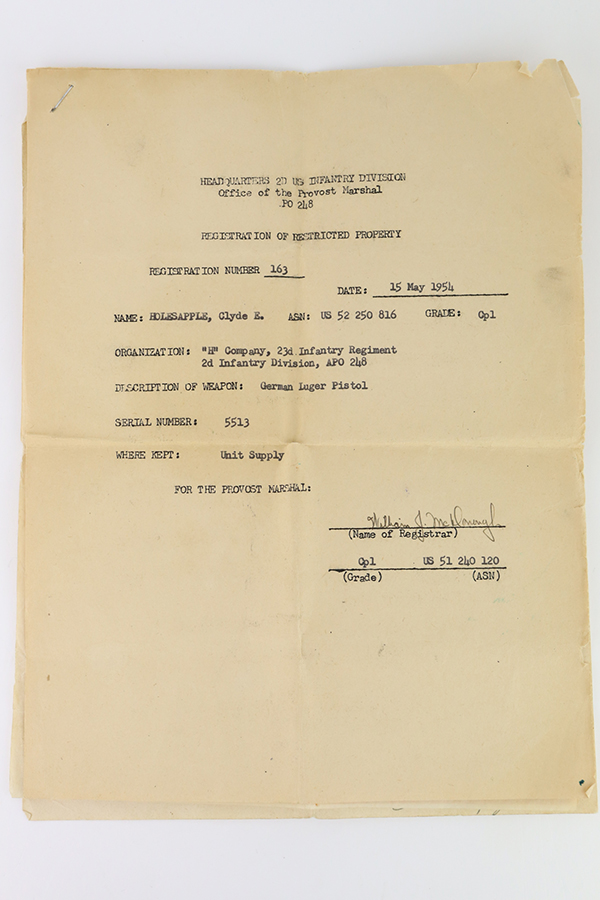 HEADQUARTERS 2D US INFANTRY DIVISION
Office of the Provost Marshal
APO 248
REGISTRATION OF RESTRICTED PROPERTY
REGISTRATION NUMBER 163
DATE: 15 May 1954
NAME: HOLESAPPLE, Clyde E. ASN: US 52 250 816 GRADE: Cpl
ORGANIZATION: "H" Company, 23d Infantry Regiment
2d Infantry Division, APO 248
DESCRIPTION OF WEAPON: German Luger Pistol
SERIAL NUMBER: 5513
WHERE KEPT: Unit Supply
FOR THE PROVOST MARSHAL:
William J. McDonough
(Name of Registrar)
Cpl US 51 240 120
(Grade) (ASN)